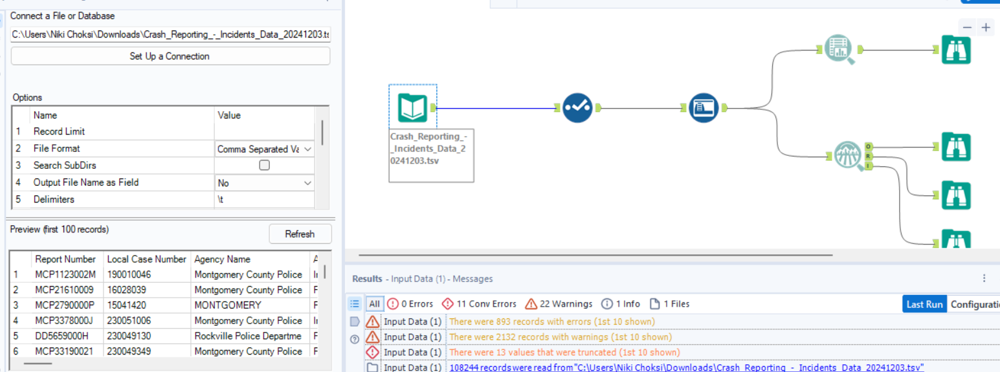 Connect a File or Database
C:\Users\Niki Choksi\Downloads\Crash_Reporting_-_Incidents_Data_20241203.ts
Set Up a Connection
Options
Name Value
1 Record Limit
2 File Format Comma Separated Va
3 Search SubDirs
4 Output File Name as Field No
5 Delimiters \t
Preview (first 100 records)
Refresh
Report Number Local Case Number Agency Name
1 MCP1123002M 190010046 Montgomery County Police
2 MCP21610009 16028039 Montgomery County Police
3 MCP2790000P 15041420 MONTGOMERY
4 MCP3378000J 230051006 Montgomery County Police
5 DD5659000H 230049130 Rockville Police Departme
6 MCP33190021 230049349 Montgomery County Police
Crash_Reporting_-
_Incidents_Data_2
0241203.tsv
O
R
I
Results - Input Data (1) - Messages
All 0 Errors 11 Conv Errors 22 Warnings 1 Info 1 Files Last Run Configuratio
Input Data (1) There were 893 records with errors (1st 10 shown)
Input Data (1) There were 2132 records with warnings (1st 10 shown)
Input Data (1) There were 13 values that were truncated (1st 10 shown)
Input Data (1) 108244 records were read from "C:\Users\Niki Choksi\Downloads\Crash_Reporting_-_Incidents_Data_20241203.tsv"